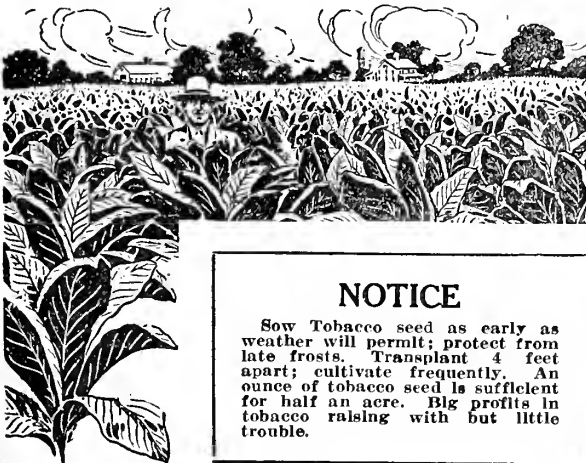 NOTICE
Sow Tobacco seed as early as
weather will permit; protect from
late frosts. Transplant 4 feet
apart; cultivate frequently. An
ounce of tobacco seed is sufficient
for half an acre. Big profits in
tobacco raising with but little
trouble.